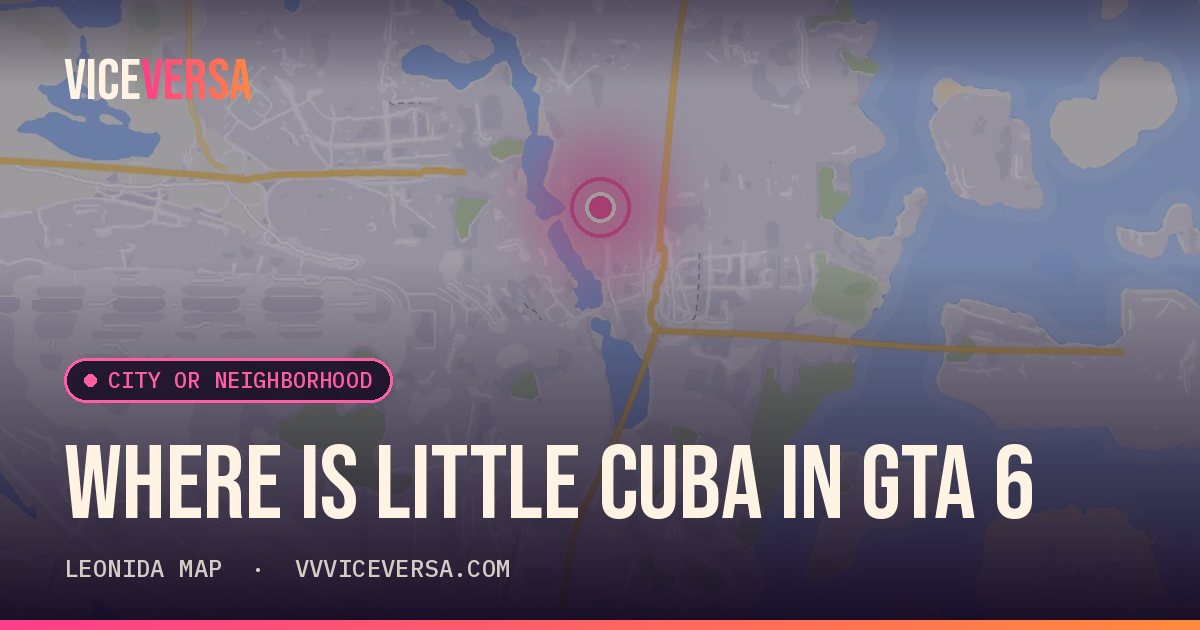 VICEVERSA
CITY OR NEIGHBORHOOD
WHERE IS LITTLE CUBA IN GTA 6
LEONIDA MAP · VVVICEVERSA.COM